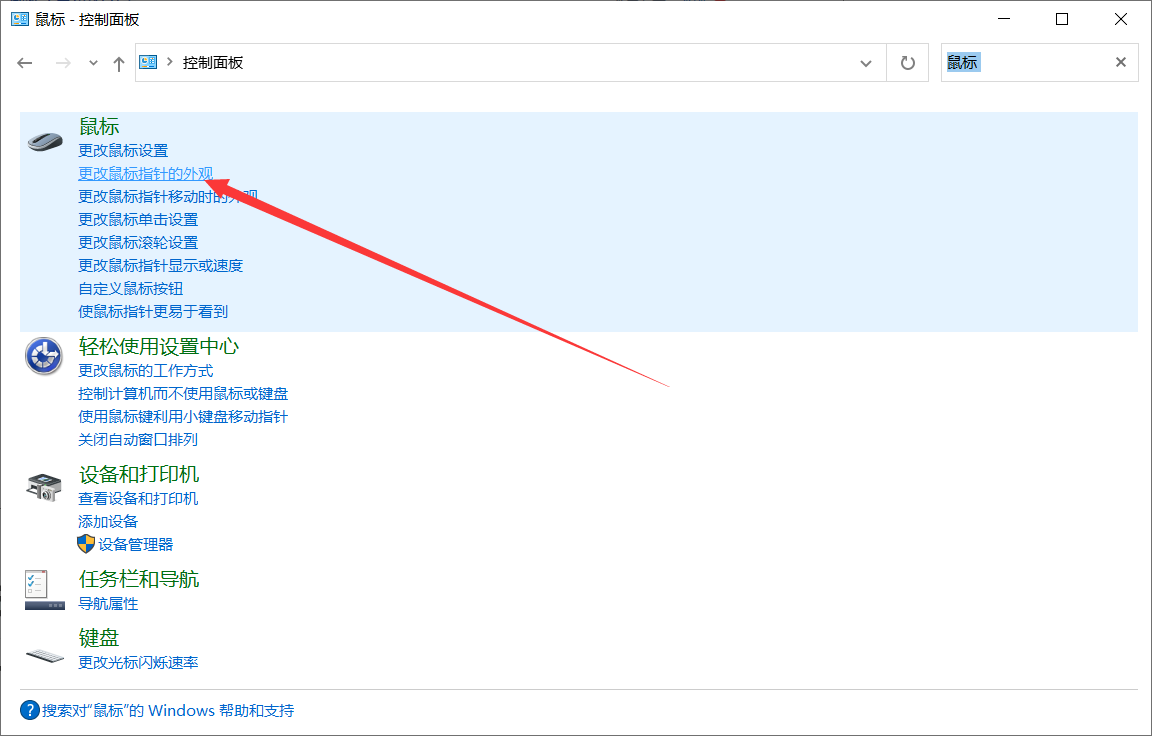 鼠标 - 控制面板
控制面板
鼠标
鼠标
更改鼠标设置
更改鼠标指针的外观
更改鼠标指针移动时的外观
更改鼠标单击设置
更改鼠标滚轮设置
更改鼠标指针显示或速度
自定义鼠标按钮
使鼠标指针更易于看到
轻松使用设置中心
更改鼠标的工作方式
控制计算机而不使用鼠标或键盘
使用鼠标键利用小键盘移动指针
关闭自动窗口排列
设备和打印机
查看设备和打印机
添加设备
设备管理器
任务栏和导航
导航属性
键盘
更改光标闪烁速率
搜索对“鼠标”的 Windows 帮助和支持